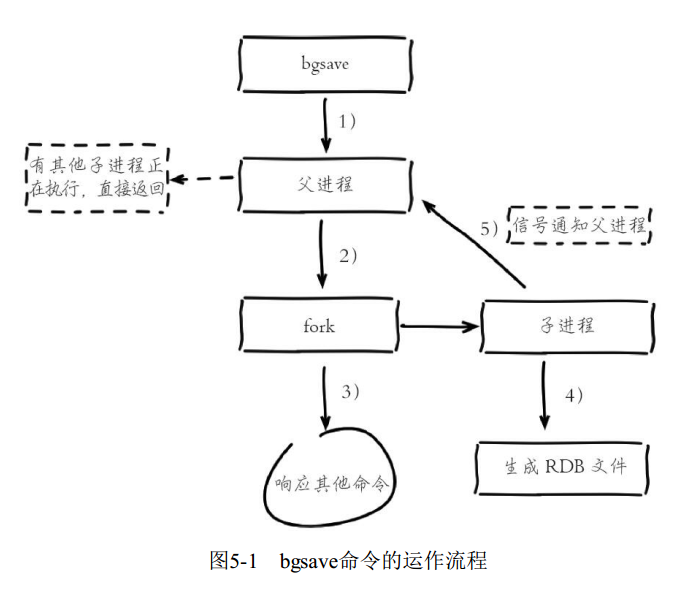 bgsave
1)
有其他子进程正
在执行，直接返回
父进程
5)
信号通知父进程
2)
fork
子进程
3)
4)
响应其他命令
生成 RDB 文件
图5-1 bgsave命令的运作流程